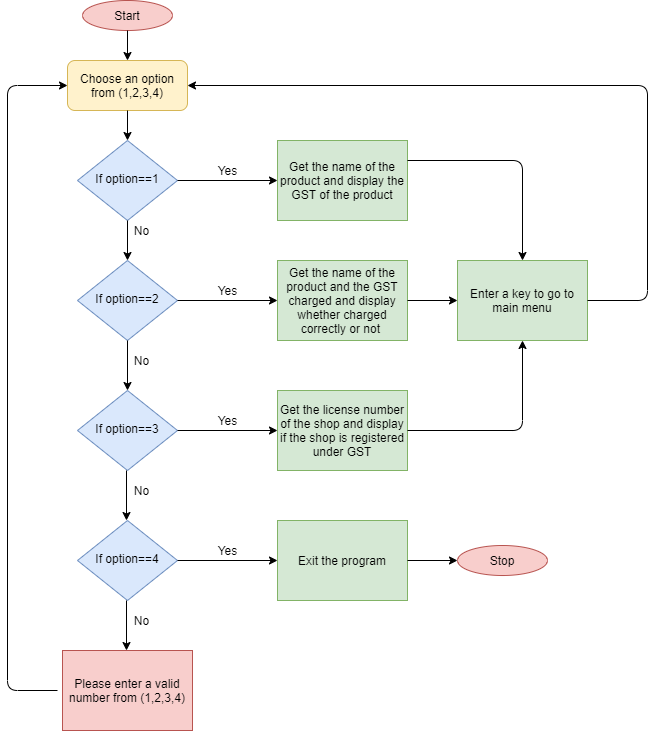 Start
Choose an option
from (1,2,3,4)
If option==1
Yes
Get the name of the
product and display the
GST of the product
No
If option==2
Yes
Get the name of the
product and the GST
charged and display
whether charged
correctly or not
Enter a key to go to
main menu
No
If option==3
Yes
Get the license number
of the shop and display
if the shop is registered
under GST
No
If option==4
Yes
Exit the program
Stop
No
Please enter a valid
number from (1,2,3,4)